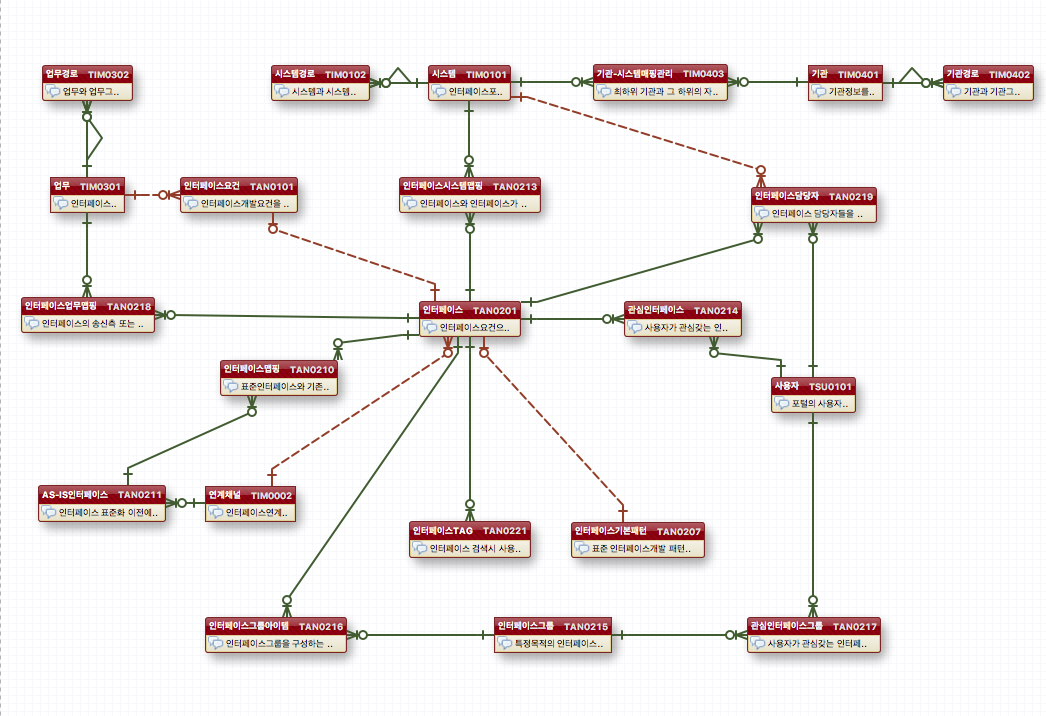 업무경로 TIM0302
업무와 업무그..
시스템경로 TIM0102
시스템과 시스템..
시스템 TIM0101
인터페이스포..
기관-시스템매핑관리 TIM0403
최하위 기관과 그 하위의 자..
기관 TIM0401
기관정보를..
기관경로 TIM0402
기관과 기관그..
업무 TIM0301
인터페이스..
인터페이스요건 TAN0101
인터페이스개발요건을 ..
인터페이스시스템맵핑 TAN0213
인터페이스와 인터페이스가 ..
인터페이스담당자 TAN0219
인터페이스 담당자들을 ..
인터페이스업무맵핑 TAN0218
인터페이스의 송신측 또는 ..
인터페이스 TAN0201
인터페이스요건으..
관심인터페이스 TAN0214
사용자가 관심갖는 인..
인터페이스맵핑 TAN0210
표준인터페이스와 기존..
사용자 TSU0101
포털의 사용자..
AS-IS인터페이스 TAN0211
인터페이스 표준화 이전에..
연계채널 TIM0002
인터페이스연계..
인터페이스TAG TAN0221
인터페이스 검색시 사용..
인터페이스기본패턴 TAN0207
표준 인터페이스개발 패턴..
인터페이스그룹아이템 TAN0216
인터페이스그룹을 구성하는 ..
인터페이스그룹 TAN0215
특정목적의 인터페이스..
관심인터페이스그룹 TAN0217
사용자가 관심갖는 인터페..